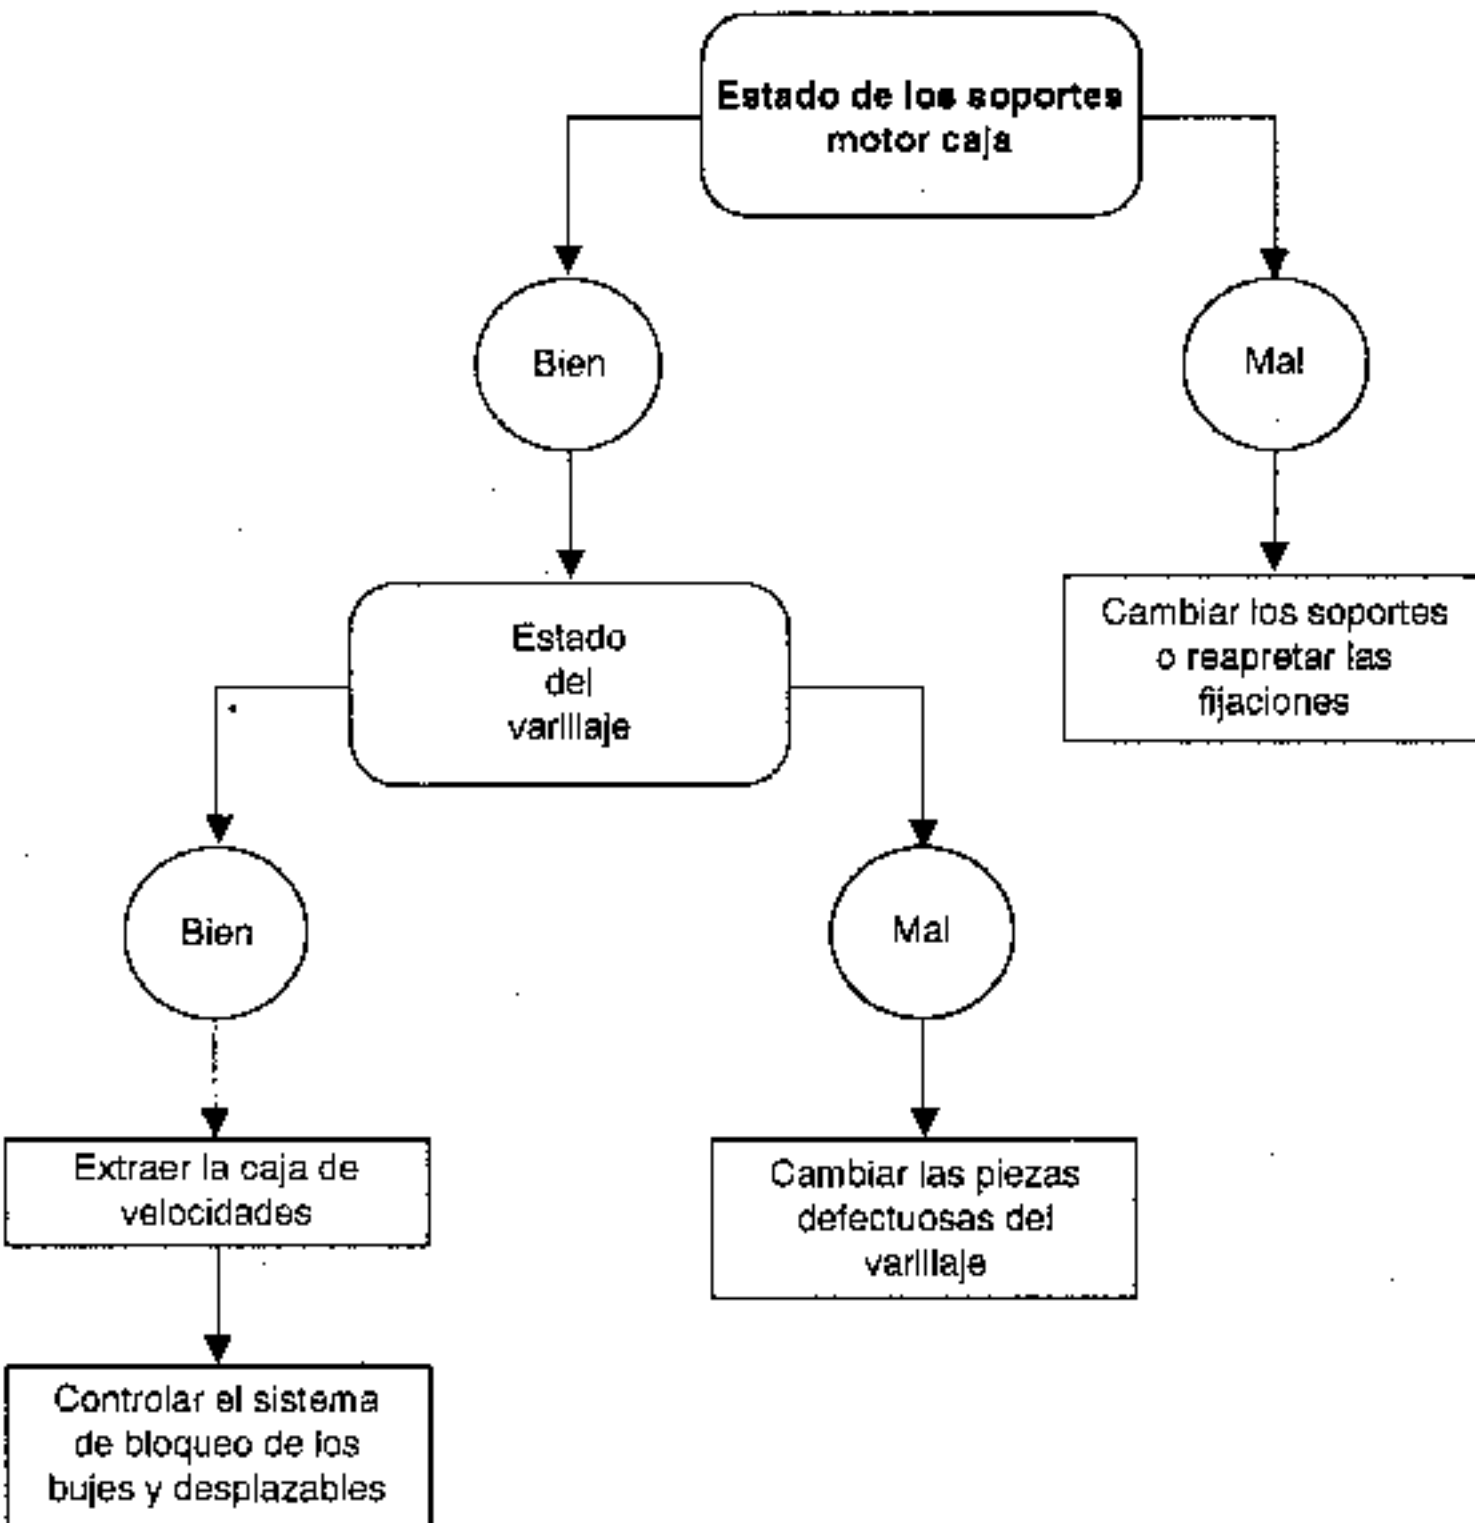 Estado de los soportes
motor caja
Bien
Mal
Estado
del
varillaje
Cambiar los soportes
o reapretar las
fijaciones
Bien
Mal
Extraer la caja de
velocidades
Cambiar las piezas
defectuosas del
varillaje
Controlar el sistema
de bloqueo de los
bujes y desplazables